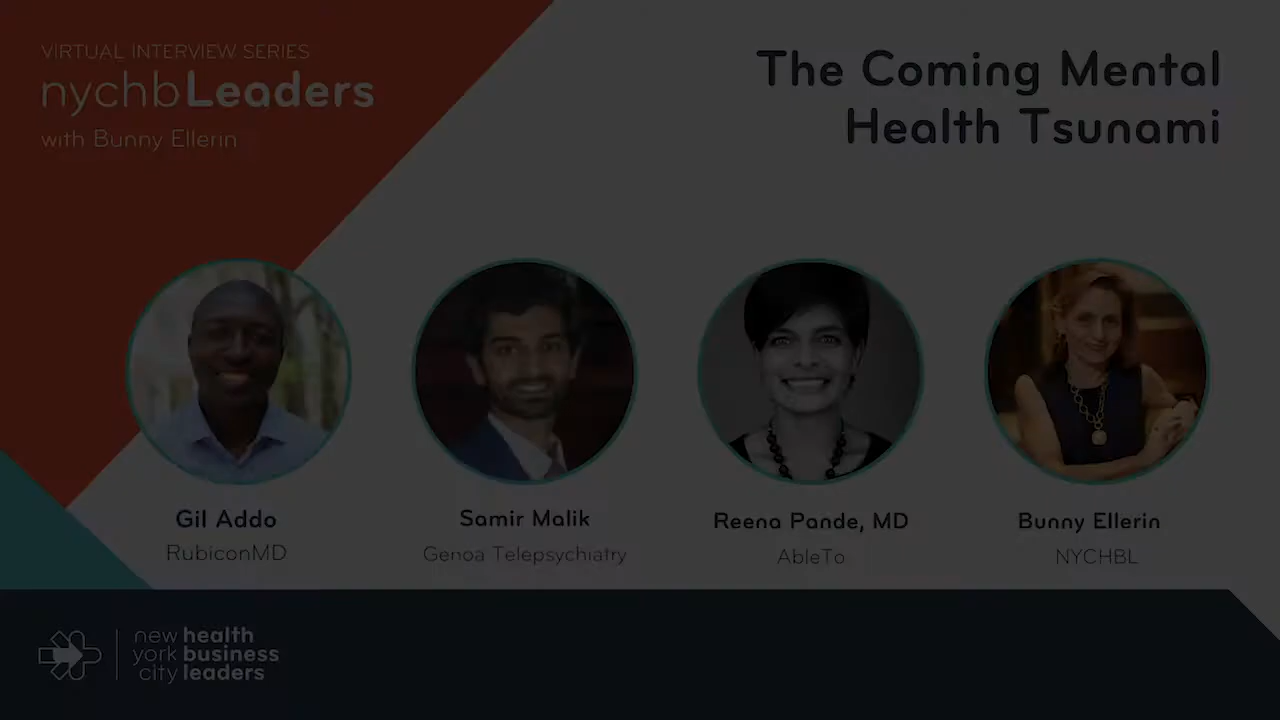 VIRTUAL INTERVIEW SERIES
nychbLeaders
with Bunny Ellerin
The Coming Mental
Health Tsunami
Gil Addo
RubiconMD
Samir Malik
Genoa Telepsychiatry
Reena Pande, MD
AbleTo
Bunny Ellerin
NYCHBL
new health
york business
city leaders